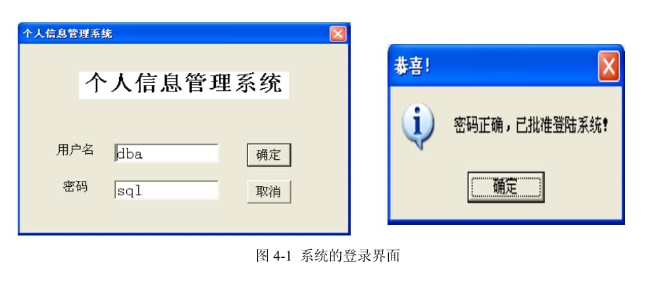 个人信息管理系统
个人信息管理系统
用户名
dba
确定
密码
sql
取消
恭喜!
密码正确，已批准登陆系统!
确定
图 4-1 系统的登录界面